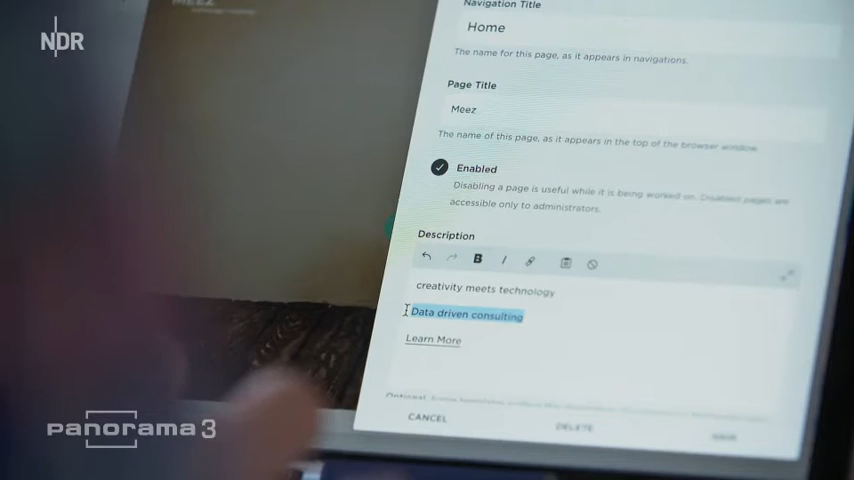 MEEZ
NDR
Navigation Title
Home
The name for this page, as it appears in navigations.
Page Title
Meez
The name of this page, as it appears in the top of the browser window.
Enabled
Disabling a page is useful while it is being worked on. Disabled pages are
accessible only to administrators.
Description
B I
creativity meets technology
Data driven consulting
Learn More
CANCEL
DELETE
SAVE
panorama 3